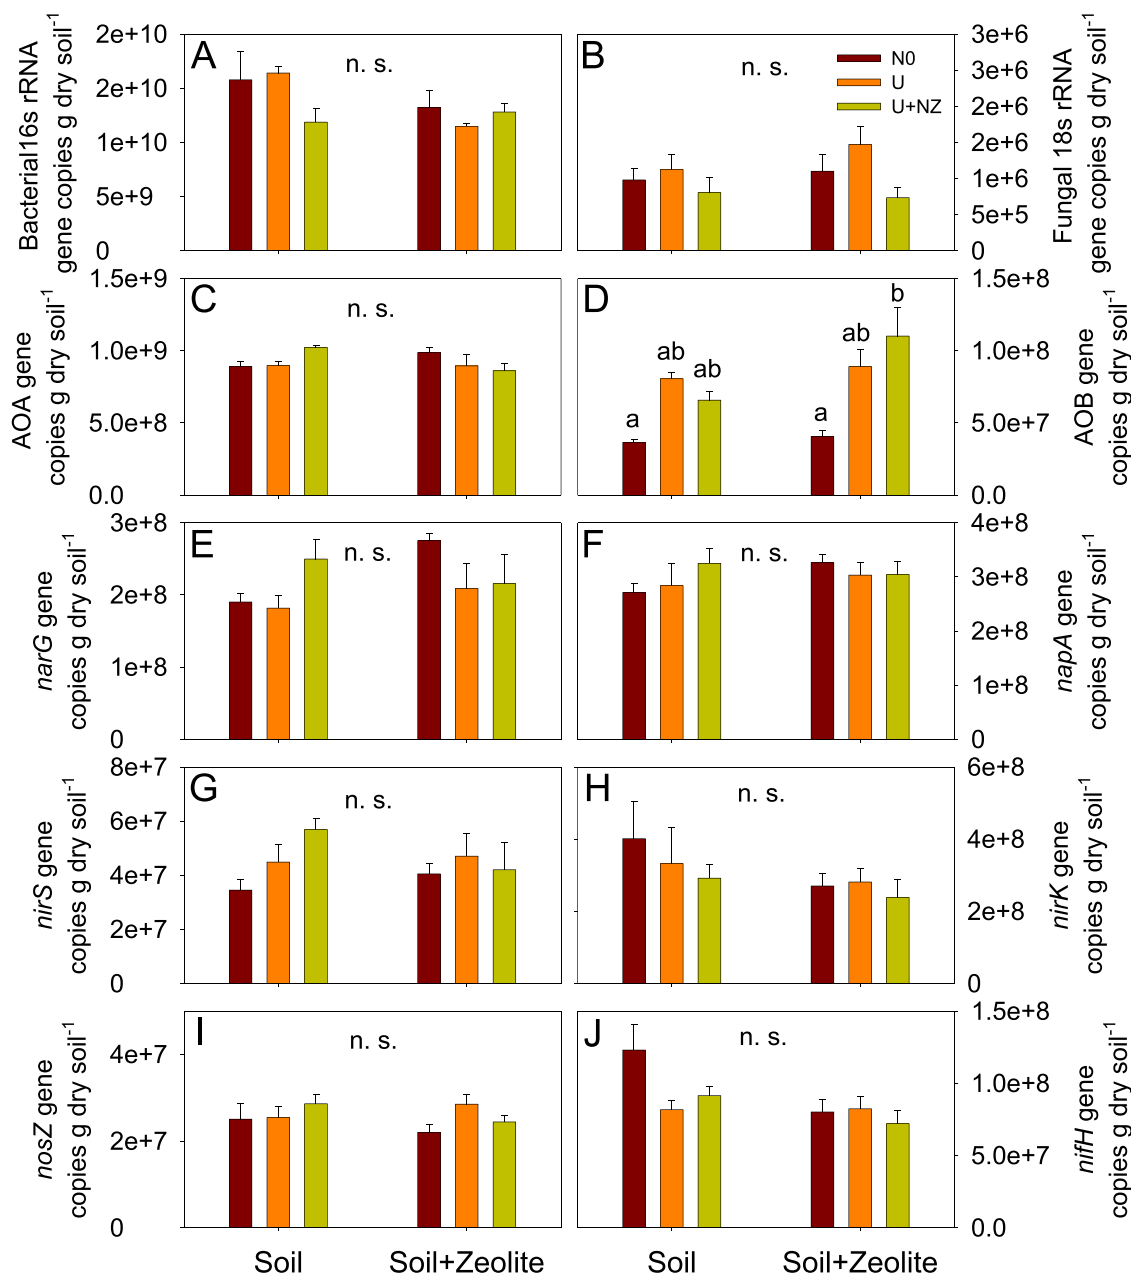 Bacterial16s rRNA
gene copies g dry soil-1
2e+10
2e+10
1e+10
5e+9
0
A
n. s.
B
n. s.
N0
U
U+NZ
3e+6
3e+6
2e+6
2e+6
1e+6
5e+5
0
Fungal 18s rRNA
gene copies g dry soil-1
AOA gene
copies g dry soil-1
1.5e+9
1.0e+9
5.0e+8
0.0
C
n. s.
D
a
ab
ab
a
ab
b
1.5e+8
1.0e+8
5.0e+7
0.0
AOB gene
copies g dry soil-1
narG gene
copies g dry soil-1
3e+8
2e+8
1e+8
0
E
n. s.
F
n. s.
4e+8
3e+8
2e+8
1e+8
0
napA gene
copies g dry soil-1
nirS gene
copies g dry soil-1
8e+7
6e+7
4e+7
2e+7
0
G
n. s.
H
n. s.
6e+8
4e+8
2e+8
0
nirK gene
copies g dry soil-1
nosZ gene
copies g dry soil-1
4e+7
2e+7
0
I
n. s.
J
n. s.
1.5e+8
1.0e+8
5.0e+7
0.0
nifH gene
copies g dry soil-1
Soil
Soil+Zeolite
Soil
Soil+Zeolite